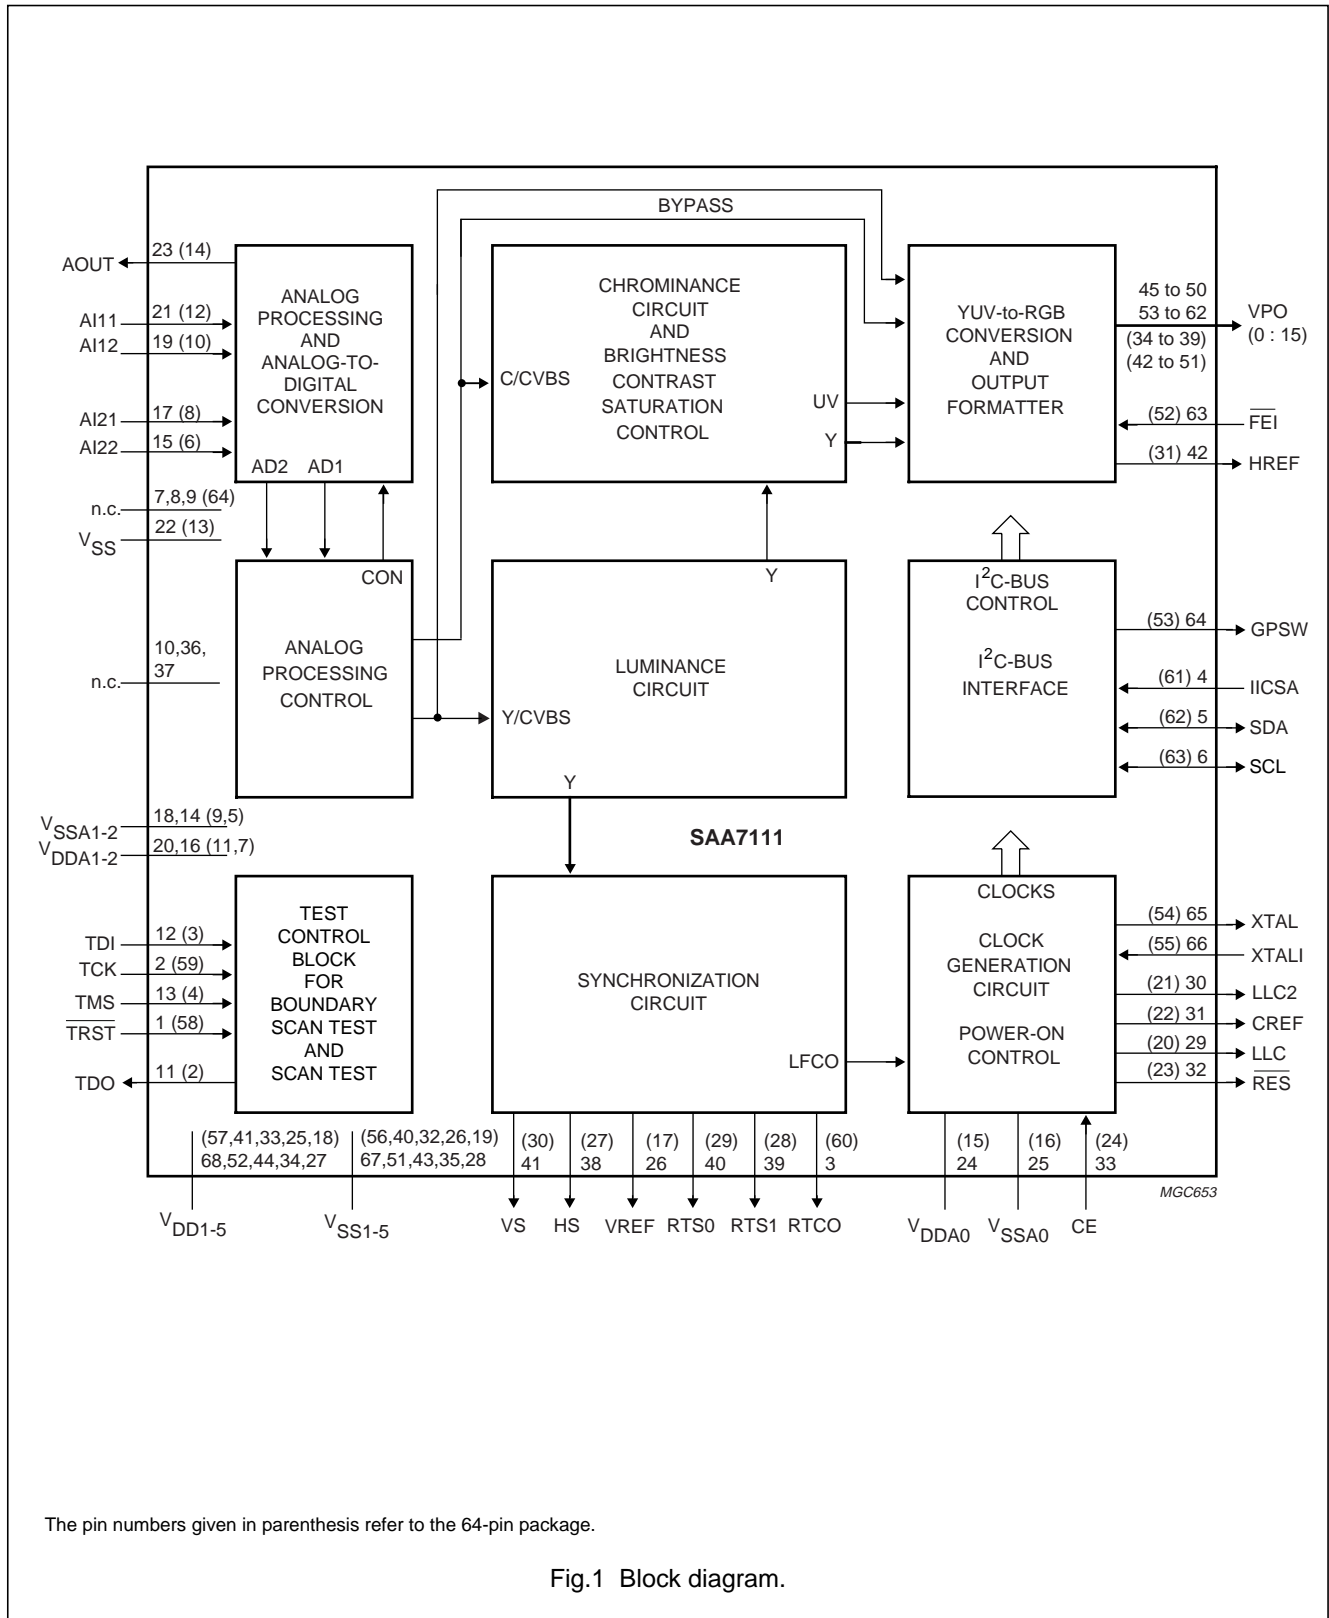 BYPASS
AOUT
23 (14)
AI11
21 (12)
AI12
19 (10)
AI21
17 (8)
AI22
15 (6)
n.c.
7,8,9 (64)
VSS
22 (13)
ANALOG
PROCESSING
AND
ANALOG-TO-
DIGITAL
CONVERSION
AD2 AD1
CHROMINANCE
CIRCUIT
AND
BRIGHTNESS
CONTRAST
SATURATION
CONTROL
C/CVBS
UV
Y
YUV-to-RGB
CONVERSION
AND
OUTPUT
FORMATTER
45 to 50
53 to 62
(34 to 39)
(42 to 51)
VPO
(0 : 15)
(52) 63
FEI
(31) 42
HREF
CON
ANALOG
PROCESSING
CONTROL
10,36,
37
n.c.
Y
LUMINANCE
CIRCUIT
Y/CVBS
Y
I2C-BUS
CONTROL
I2C-BUS
INTERFACE
(53) 64
GPSW
(61) 4
IICSA
(62) 5
SDA
(63) 6
SCL
VSSA1-2
18,14 (9,5)
VDDA1-2
20,16 (11,7)
SAA7111
TDI
12 (3)
TCK
2 (59)
TMS
13 (4)
TRST
1 (58)
TDO
11 (2)
TEST
CONTROL
BLOCK
FOR
BOUNDARY
SCAN TEST
AND
SCAN TEST
SYNCHRONIZATION
CIRCUIT
LFCO
CLOCKS
CLOCK
GENERATION
CIRCUIT
POWER-ON
CONTROL
(54) 65
XTAL
(55) 66
XTALI
(21) 30
LLC2
(22) 31
CREF
(20) 29
LLC
(23) 32
RES
(57,41,33,25,18)
68,52,44,34,27
VDD1-5
(56,40,32,26,19)
67,51,43,35,28
VSS1-5
(30)
41
VS
(27)
38
HS
(17)
26
VREF
(29)
40
RTS0
(28)
39
RTS1
(60)
3
RTCO
(15)
24
VDDA0
(16)
25
VSSA0
(24)
33
CE
MGC653
The pin numbers given in parenthesis refer to the 64-pin package.
Fig.1 Block diagram.